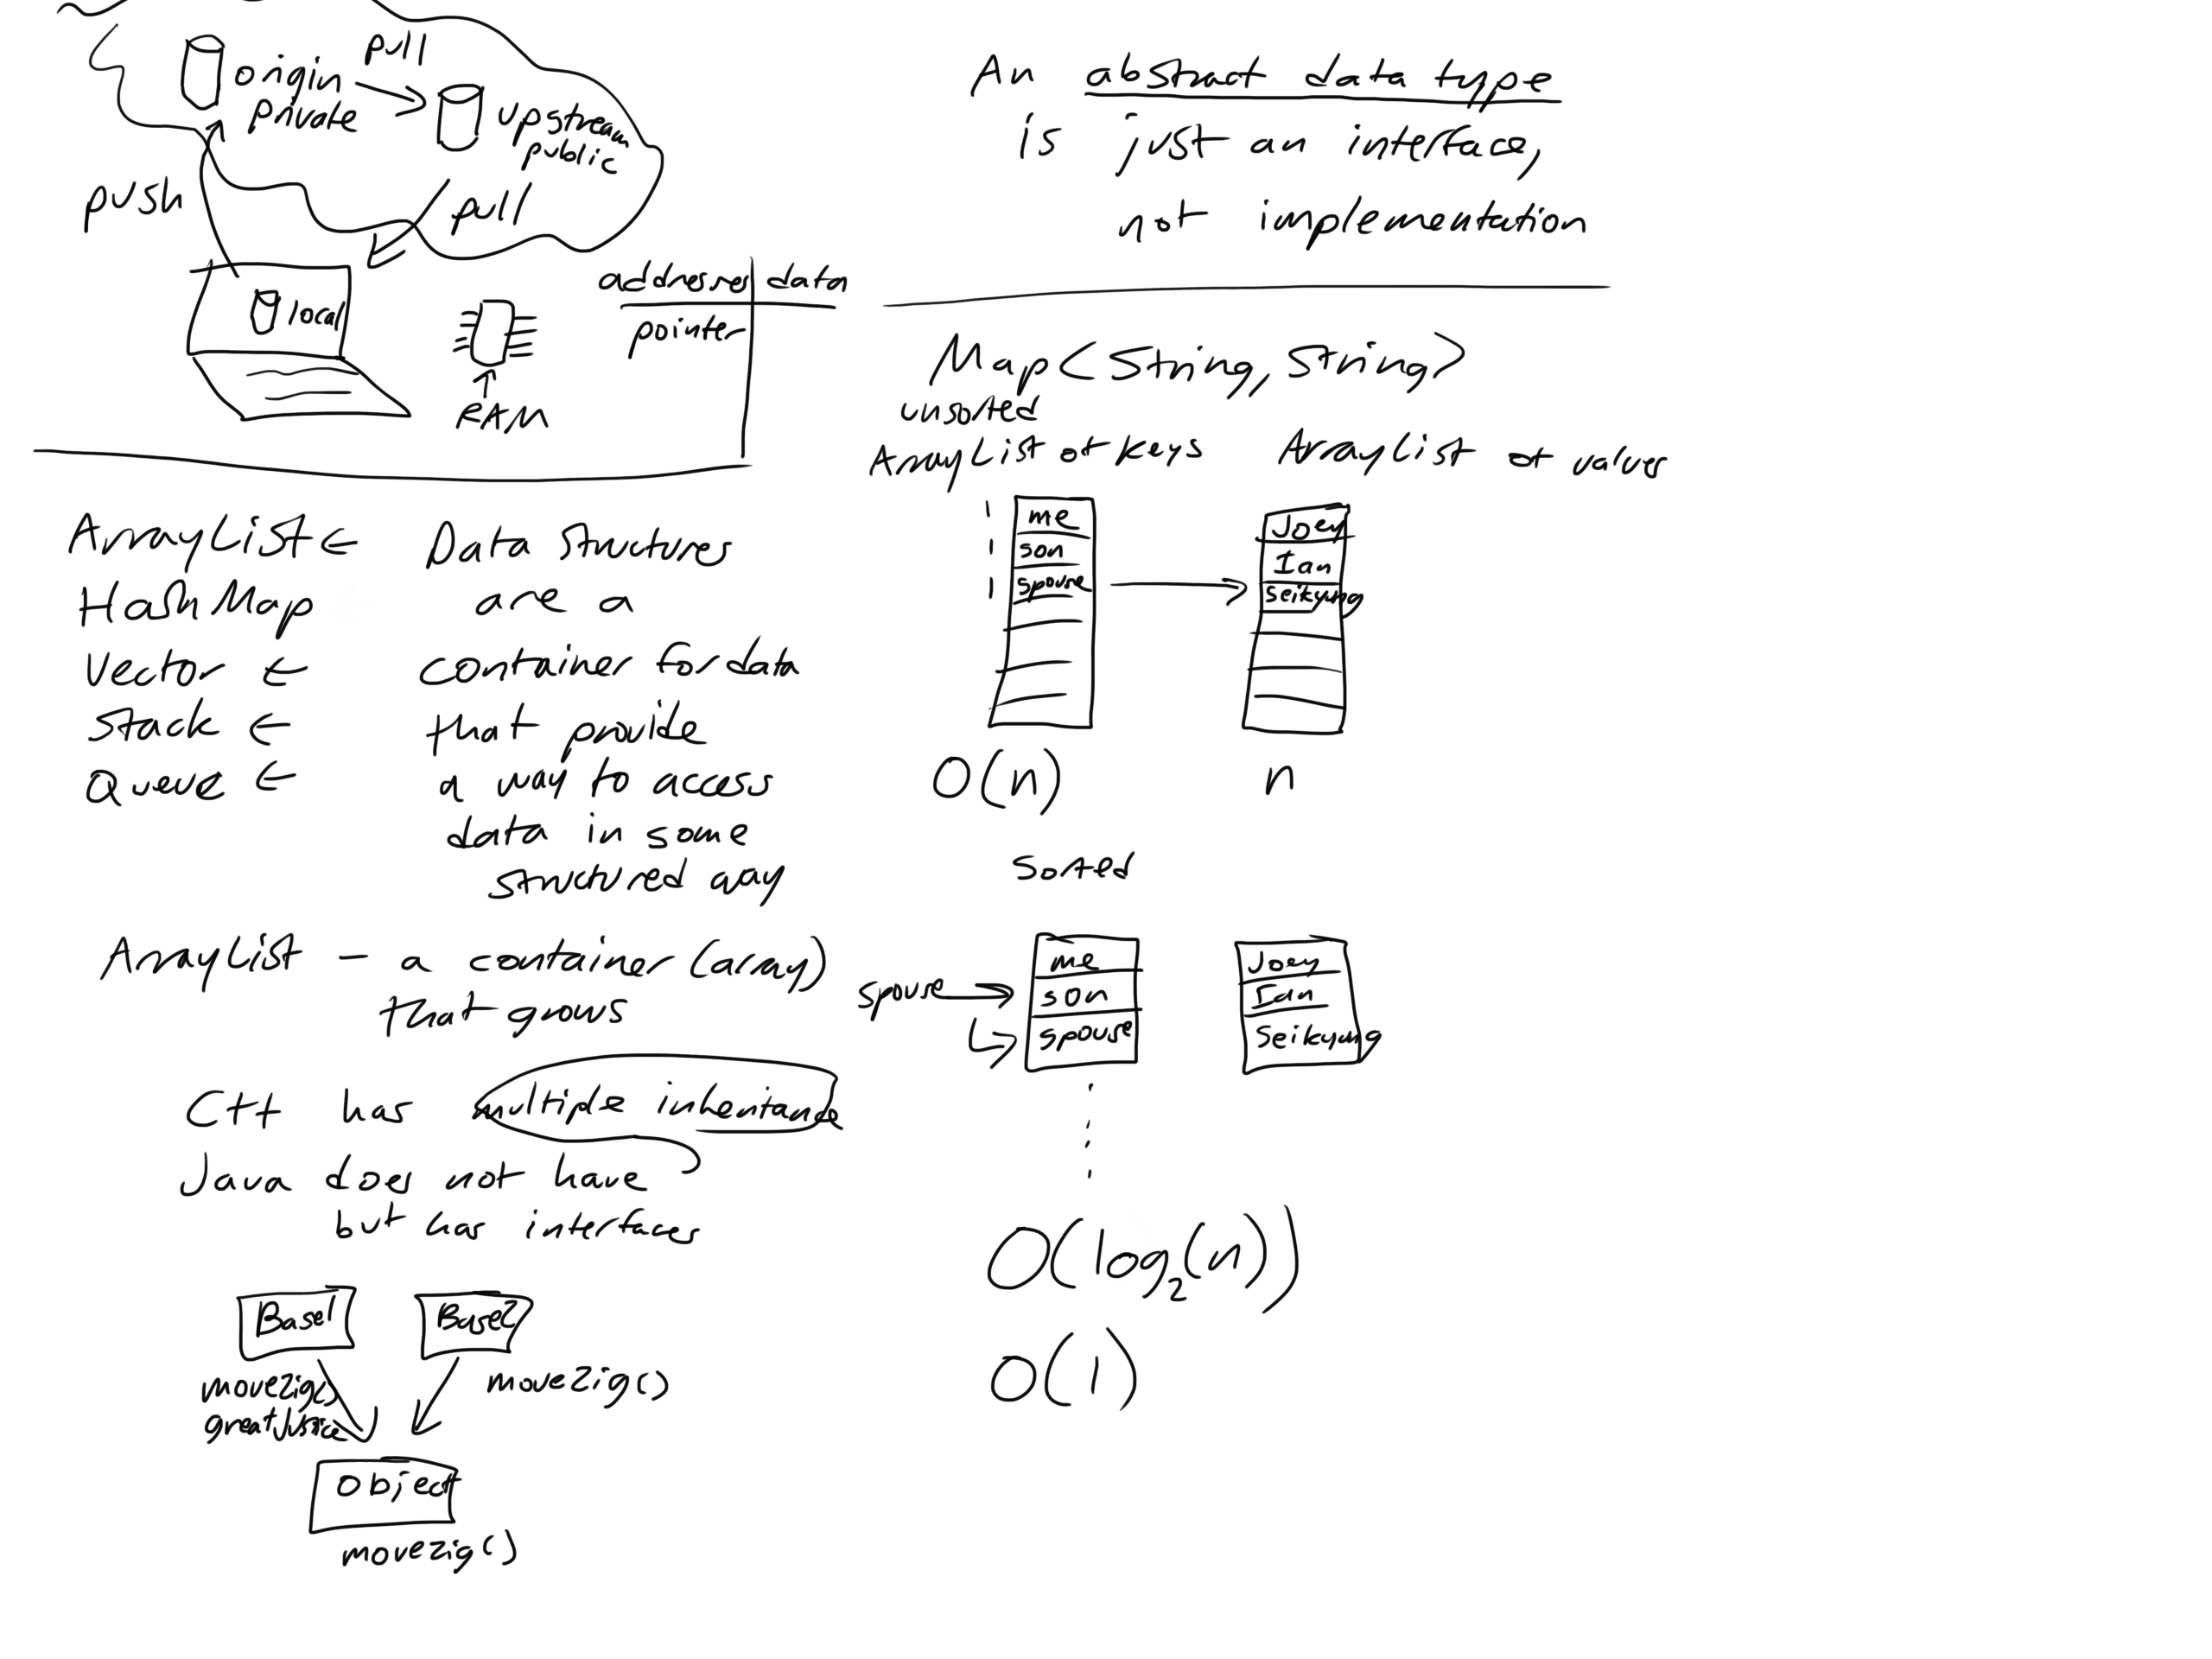 pull
origin
private
upstream
public
push
pull
local
RAM
addresses data
pointer
ArrayList ←
HashMap
Vector ←
Stack ←
Queue ←
Data structures
are a
container for data
that provide
a way to access
data in some
structured way
ArrayList - a container (array)
that grows
C++ has multiple inheritance
Java does not have
but has interfaces
Base1
Base2
moveZig()
greatJustice
moveZig()
Object
moveZig()
An abstract data type
is just an interface,
not implementation
Map<String, String>
unsorted
ArrayList of keys ArrayList of values
me
son
spouse
Joey
Ian
Seikyung
O(n)
n
Sorted
spouse
me
son
spouse
Joey
Ian
Seikyung
O(log₂(n))
O(1)